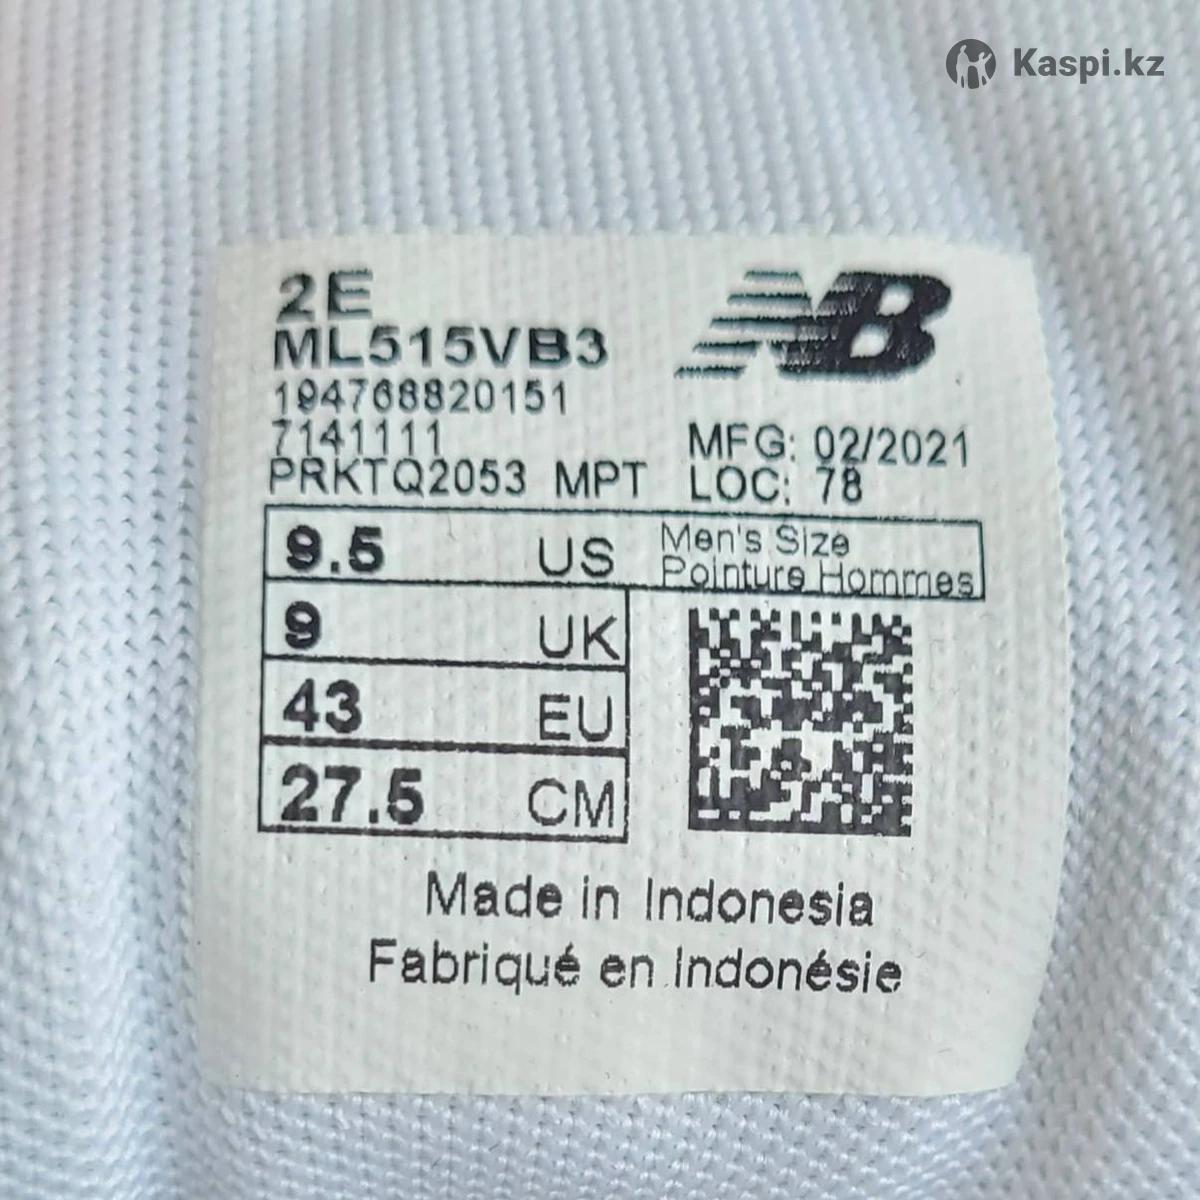 Kaspi.kz
2E
NB
ML515VB3
194768820151
7141111
MFG: 02/2021
PRKTQ2053 MPT
LOC: 78
9.5 US Men's Size
Pointure Hommes
9 UK
43 EU
27.5 CM
Made in Indonesia
Fabriqué en Indonésie